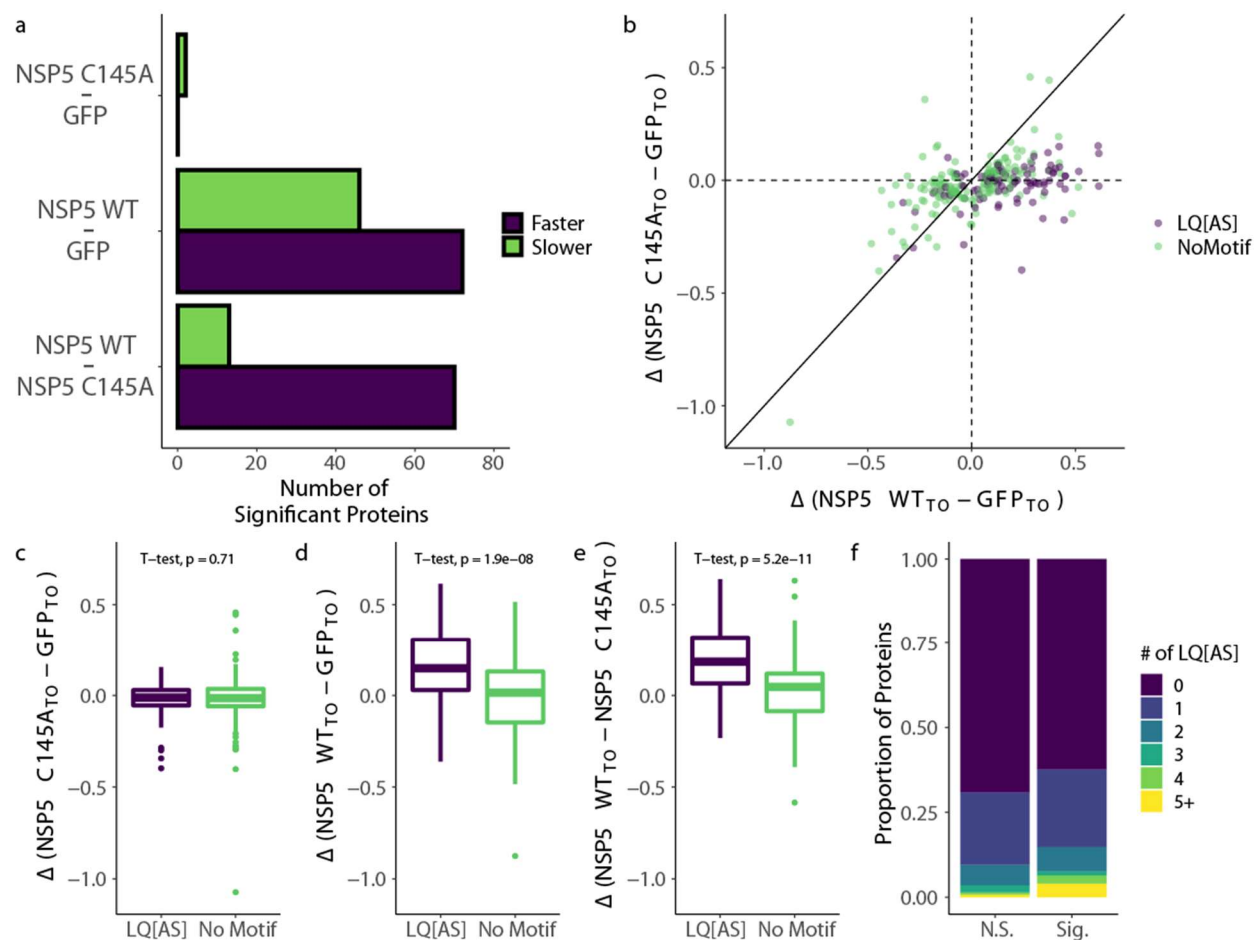 a
NSP5 C145A
–
GFP
NSP5 WT
–
GFP
NSP5 WT
–
NSP5 C145A
0 20 40 60 80
Number of
Significant Proteins
Faster
Slower
b
Δ (NSP5 C145A_TO – GFP_TO)
0.5
0.0
−0.5
−1.0
−1.0 −0.5 0.0 0.5
Δ (NSP5 WT_TO – GFP_TO)
LQ[AS]
NoMotif
c
T−test, p = 0.71
Δ (NSP5 C145A_TO – GFP_TO)
0.5
0.0
−0.5
−1.0
LQ[AS] No Motif
d
T−test, p = 1.9e−08
Δ (NSP5 WT_TO – GFP_TO)
0.5
0.0
−0.5
−1.0
LQ[AS] No Motif
e
T−test, p = 5.2e−11
Δ (NSP5 WT_TO – NSP5 C145A_TO)
0.5
0.0
−0.5
−1.0
LQ[AS] No Motif
f
Proportion of Proteins
1.00
0.75
0.50
0.25
0.00
N.S. Sig.
# of LQ[AS]
0
1
2
3
4
5+